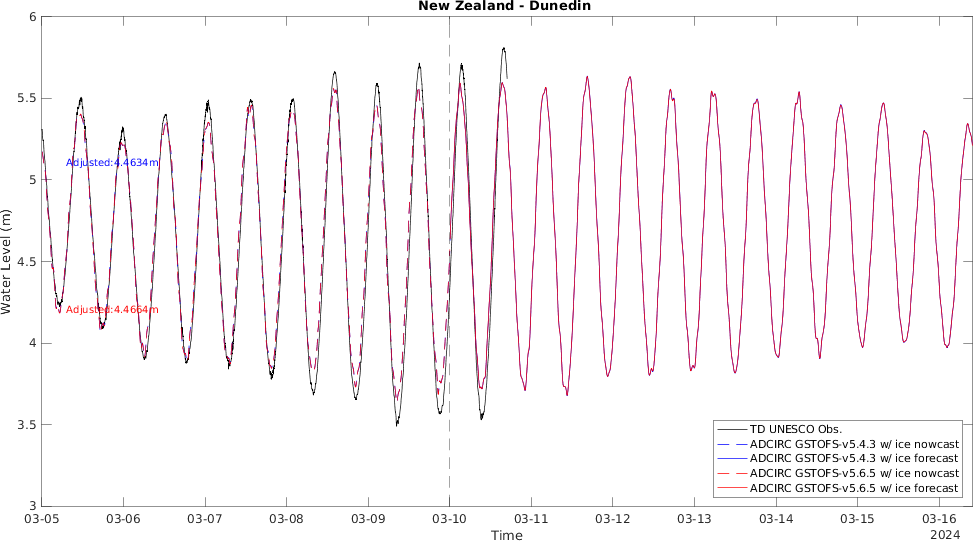 New Zealand - Dunedin
6
5.5
5
4.5
4
3.5
3
Water Level (m)
Adjusted:4.4634m
Adjusted:4.4664m
TD UNESCO Obs.
ADCIRC GSTOFS-v5.4.3 w/ ice nowcast
ADCIRC GSTOFS-v5.4.3 w/ ice forecast
ADCIRC GSTOFS-v5.6.5 w/ ice nowcast
ADCIRC GSTOFS-v5.6.5 w/ ice forecast
03-05 03-06 03-07 03-08 03-09 03-10 03-11 03-12 03-13 03-14 03-15 03-16
Time
2024